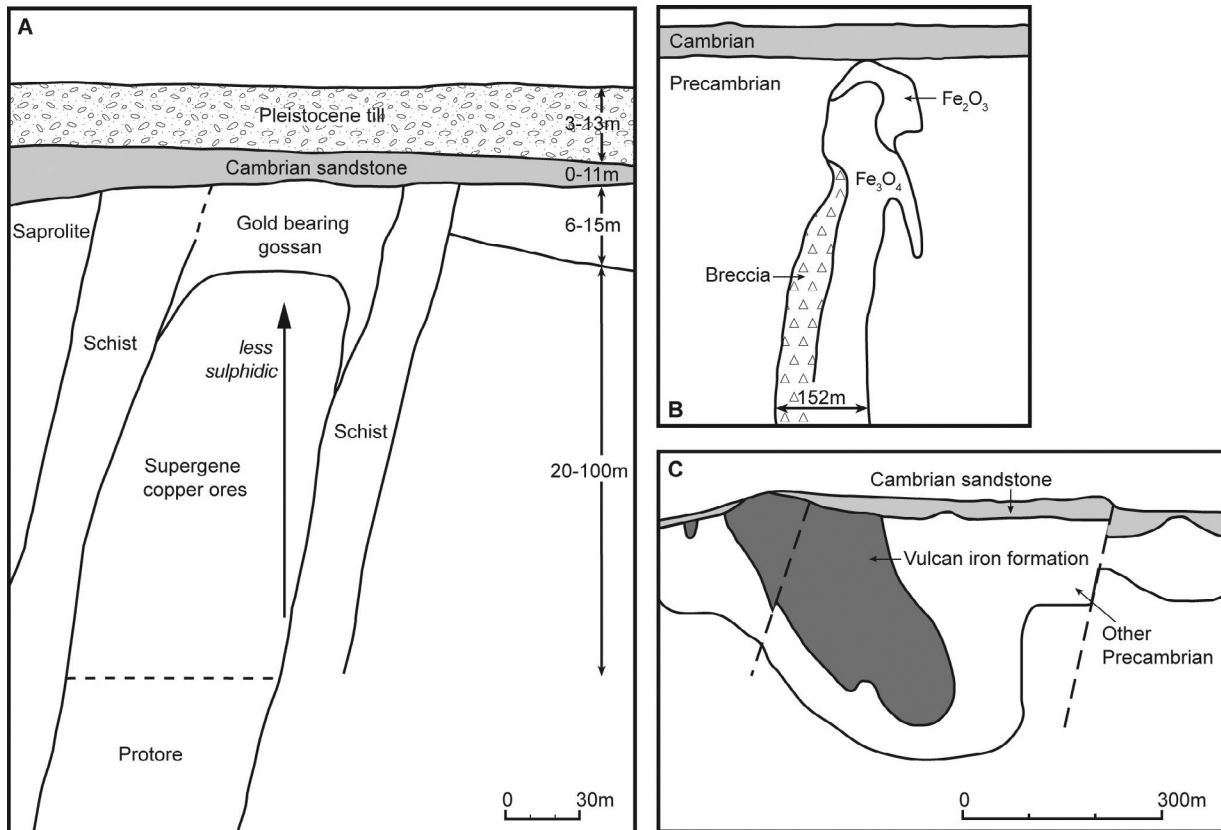 A
Pleistocene till
3-13m
Cambrian sandstone
0-11m
Saprolite
Gold bearing
gossan
6-15m
Schist
less
sulphidic
Schist
Supergene
copper ores
20-100m
Protore
0 30m
B
Cambrian
Precambrian
Fe₂O₃
Fe₃O₄
Breccia
152m
C
Cambrian sandstone
Vulcan iron formation
Other
Precambrian
0 300m